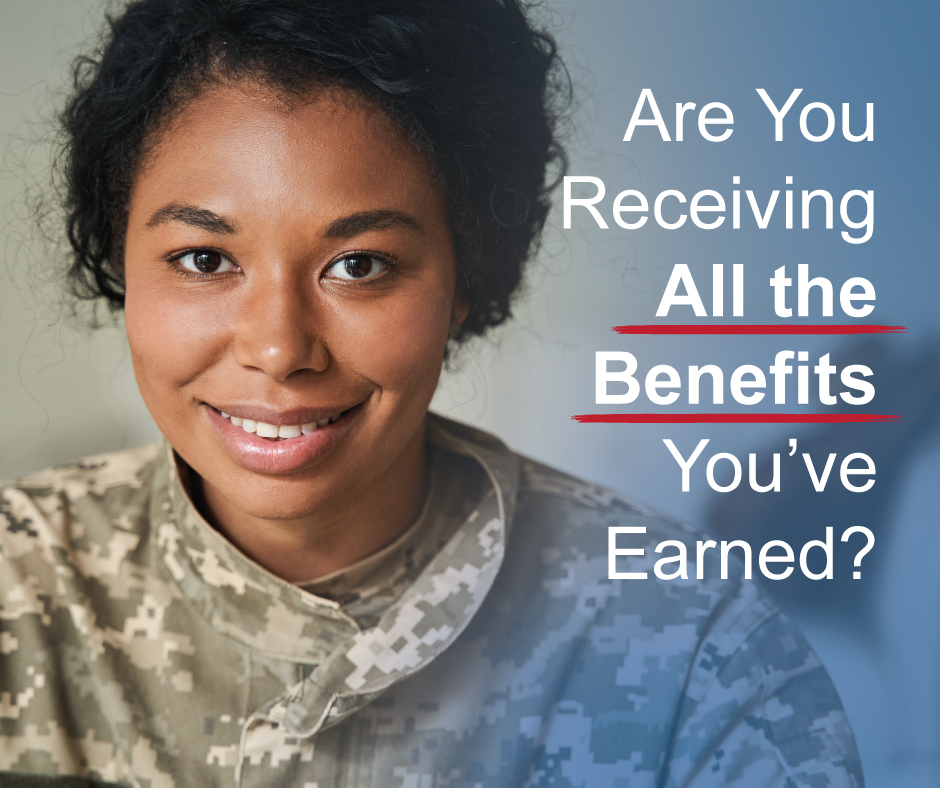 Are You
Receiving
All the
Benefits
You’ve
Earned?